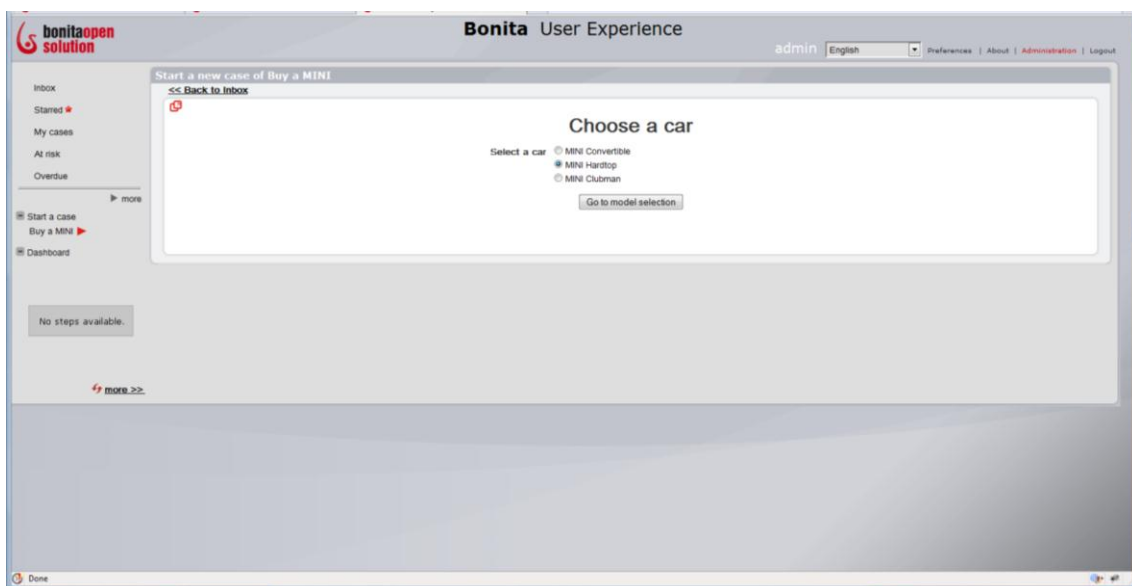 bonitaopen
solution
Bonita User Experience
admin English Preferences | About | Administration | Logout
Start a new case of Buy a MINI
<< Back to Inbox
Inbox
Starred
My cases
At risk
Overdue
more
Start a case
Buy a MINI
Dashboard
No steps available.
more >>
Choose a car
Select a car MINI Convertible
MINI Hardtop
MINI Clubman
Go to model selection
Done